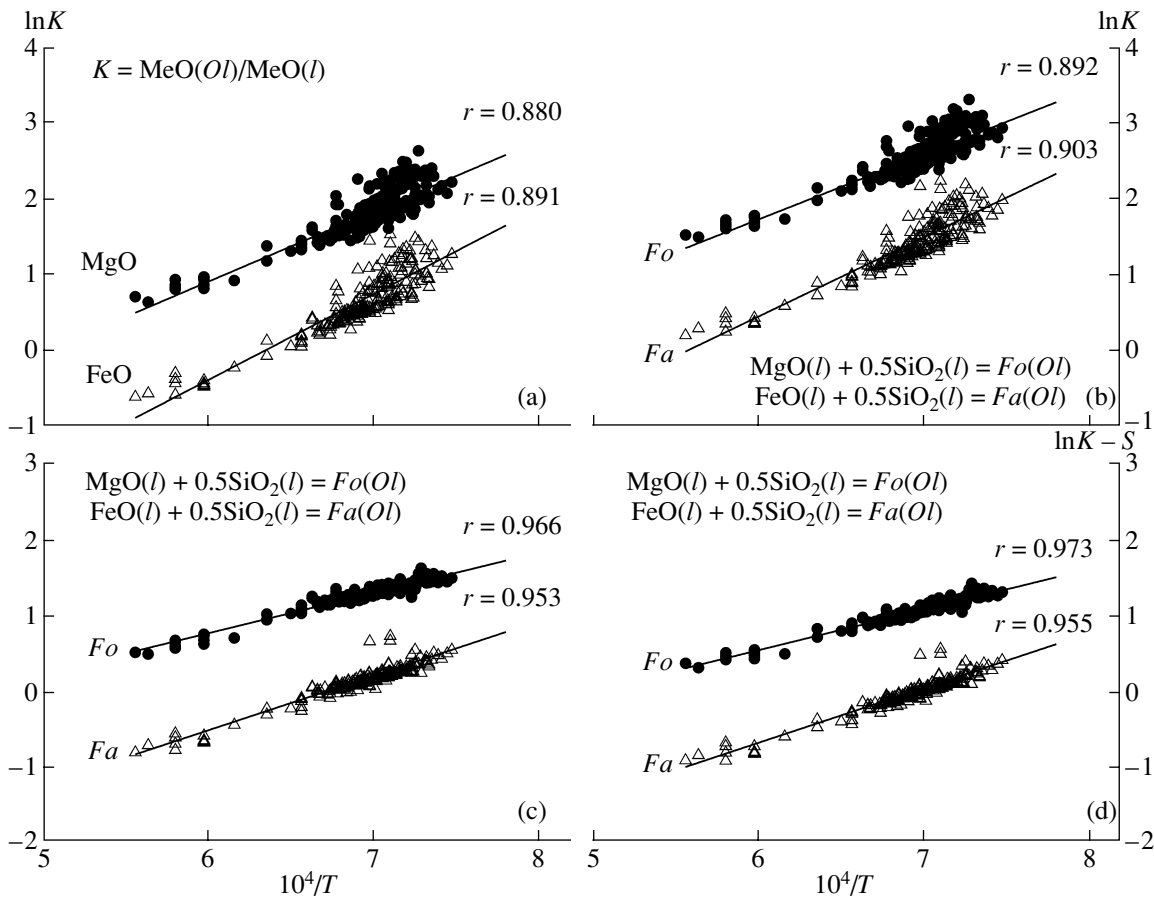 lnK
4
3
2
1
0
−1
K = MeO(Ol)/MeO(l)
r = 0.880
r = 0.891
MgO
FeO
(a)
lnK
4
3
2
1
0
−1
r = 0.892
r = 0.903
Fo
Fa
MgO(l) + 0.5SiO₂(l) = Fo(Ol)
FeO(l) + 0.5SiO₂(l) = Fa(Ol)
(b)
3
2
1
0
−1
−2
MgO(l) + 0.5SiO₂(l) = Fo(Ol)
FeO(l) + 0.5SiO₂(l) = Fa(Ol)
r = 0.966
r = 0.953
Fo
Fa
(c)
5
6
7
8
10⁴/T
lnK – S
3
2
1
0
−1
−2
MgO(l) + 0.5SiO₂(l) = Fo(Ol)
FeO(l) + 0.5SiO₂(l) = Fa(Ol)
r = 0.973
r = 0.955
Fo
Fa
(d)
5
6
7
8
10⁴/T